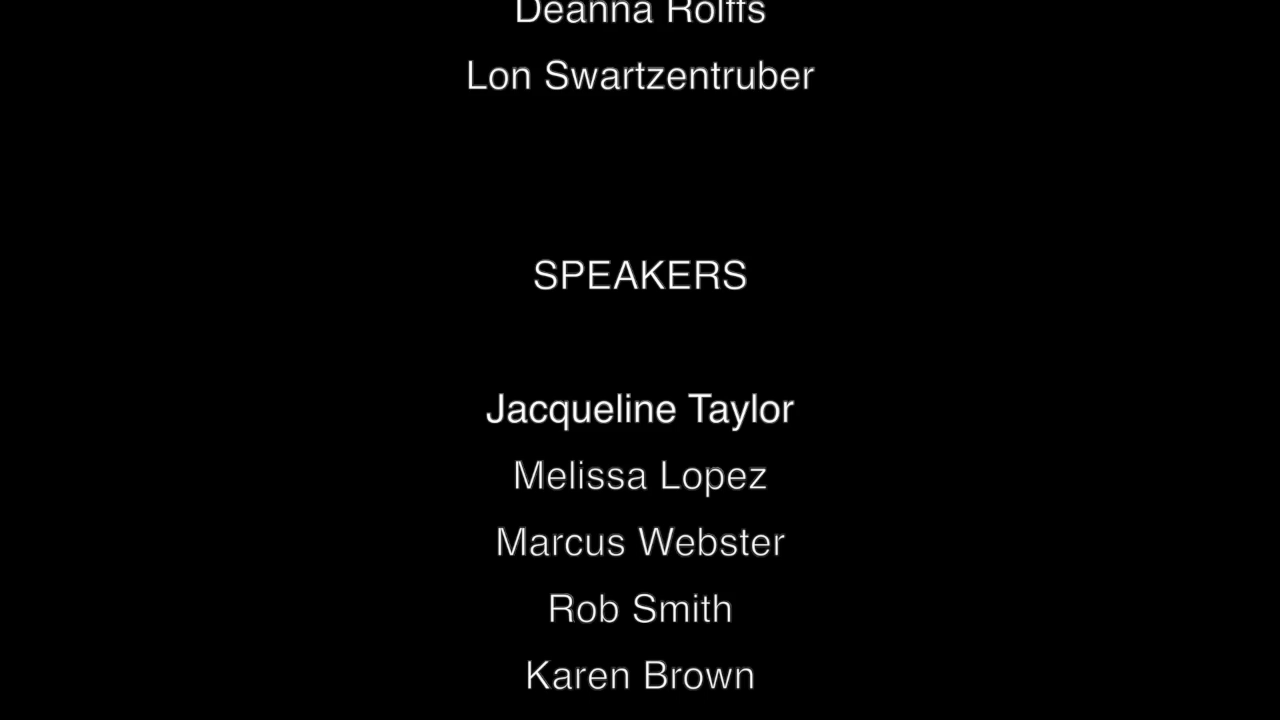 Deanna Rolffs
Lon Swartzentruber
SPEAKERS
Jacqueline Taylor
Melissa Lopez
Marcus Webster
Rob Smith
Karen Brown